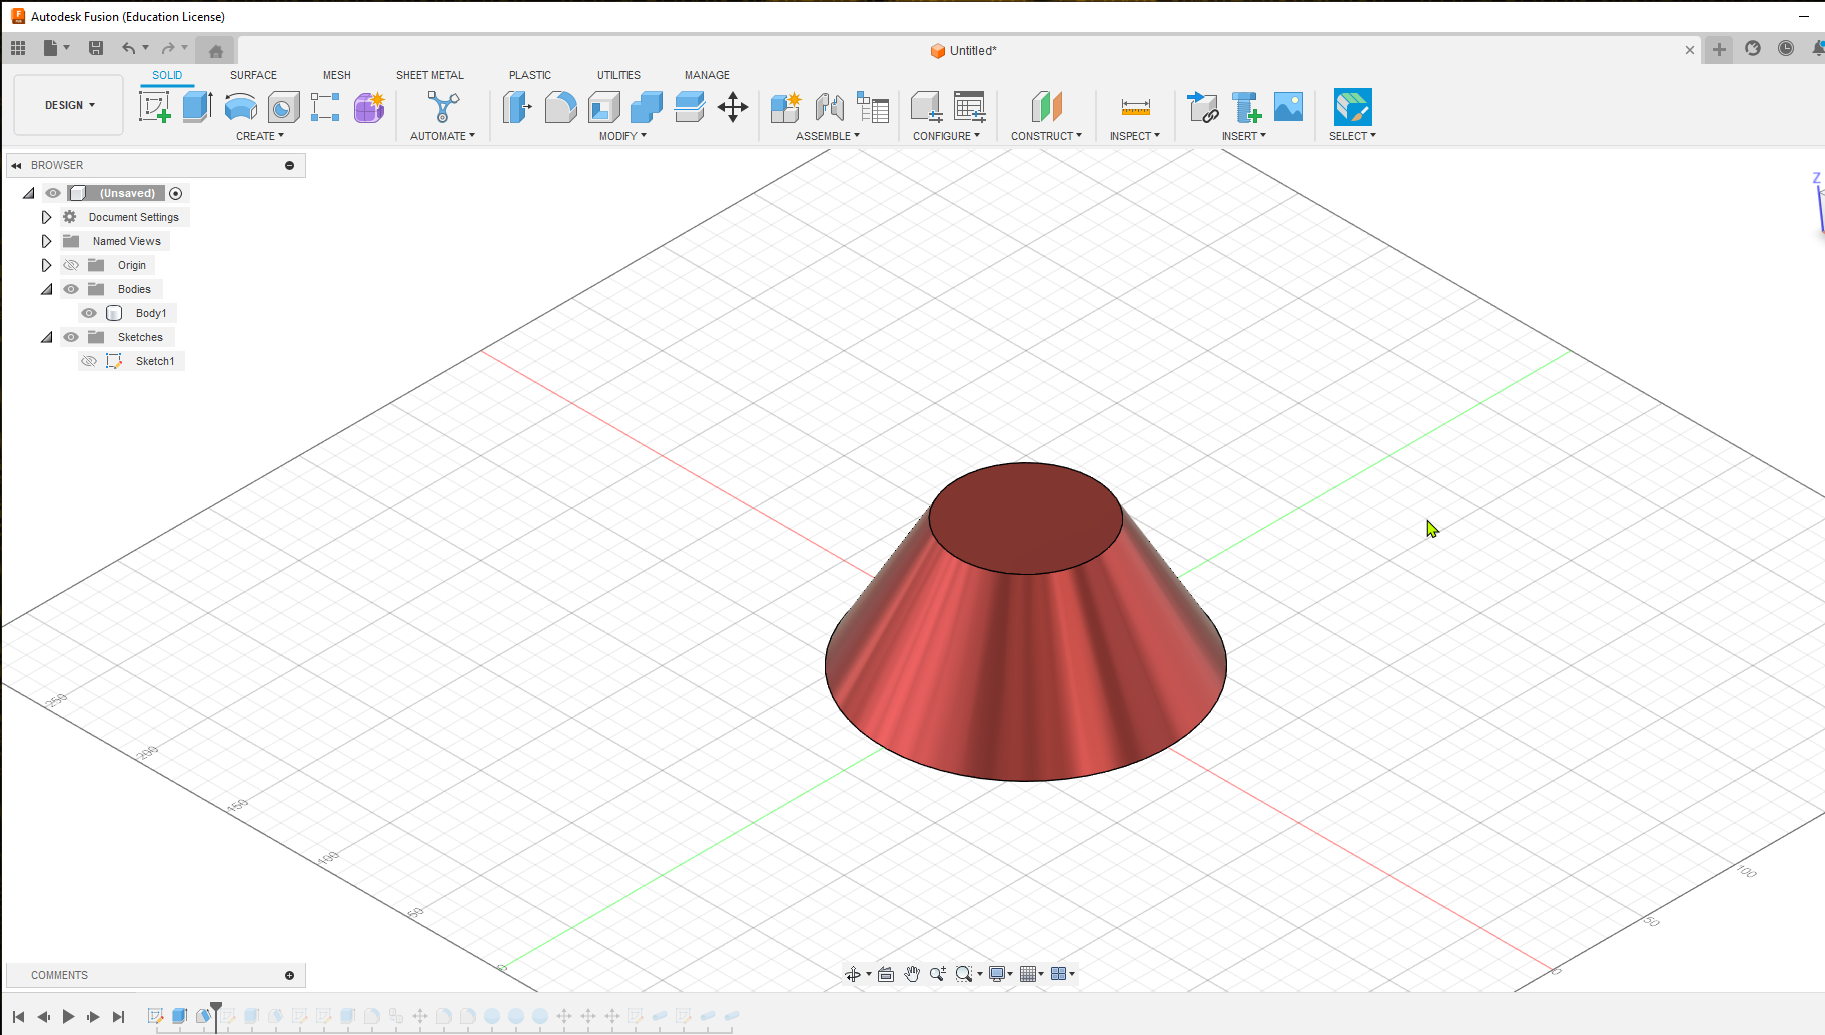 Autodesk Fusion (Education License)
Untitled*
SOLID SURFACE MESH SHEET METAL PLASTIC UTILITIES MANAGE
DESIGN
CREATE AUTOMATE MODIFY ASSEMBLE CONFIGURE CONSTRUCT INSPECT INSERT SELECT
BROWSER
(Unsaved)
Document Settings
Named Views
Origin
Bodies
Body1
Sketches
Sketch1
Z
250
200
150
100
50
0
100
50
0
COMMENTS